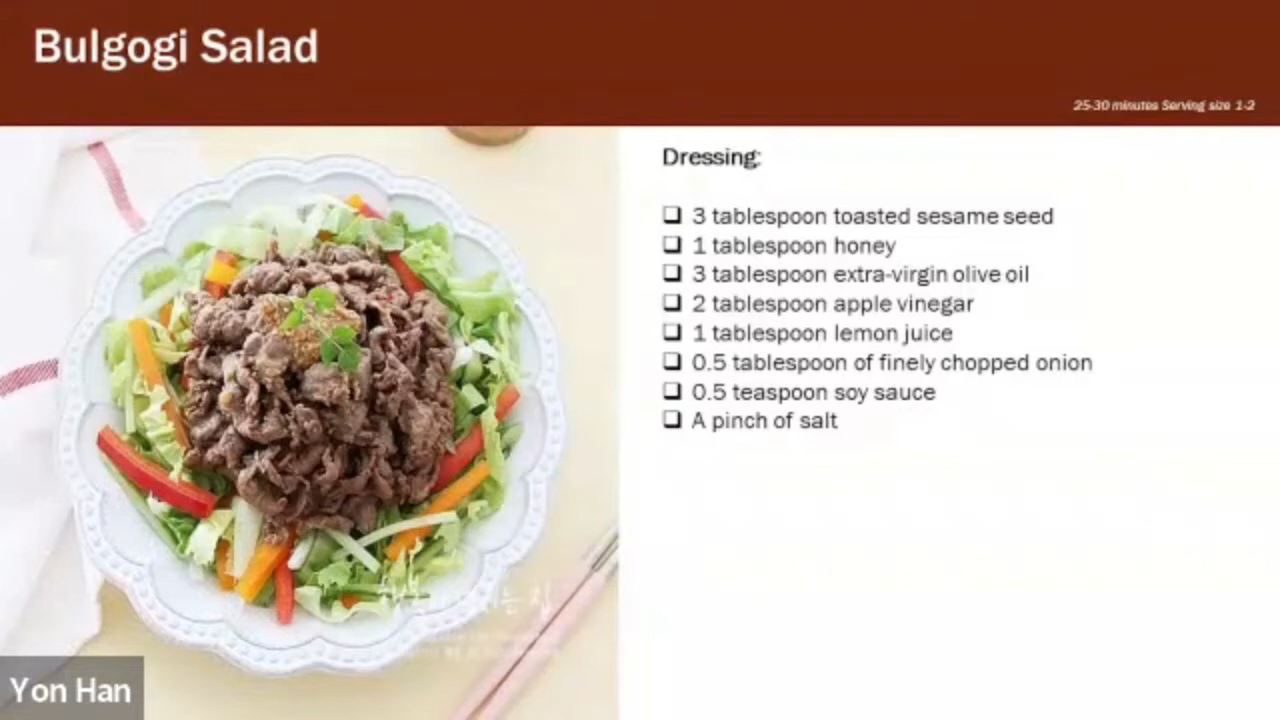 Bulgogi Salad
25-30 minutes Serving size 1-2
Dressing:
❑ 3 tablespoon toasted sesame seed
❑ 1 tablespoon honey
❑ 3 tablespoon extra-virgin olive oil
❑ 2 tablespoon apple vinegar
❑ 1 tablespoon lemon juice
❑ 0.5 tablespoon of finely chopped onion
❑ 0.5 teaspoon soy sauce
❑ A pinch of salt
Yon Han